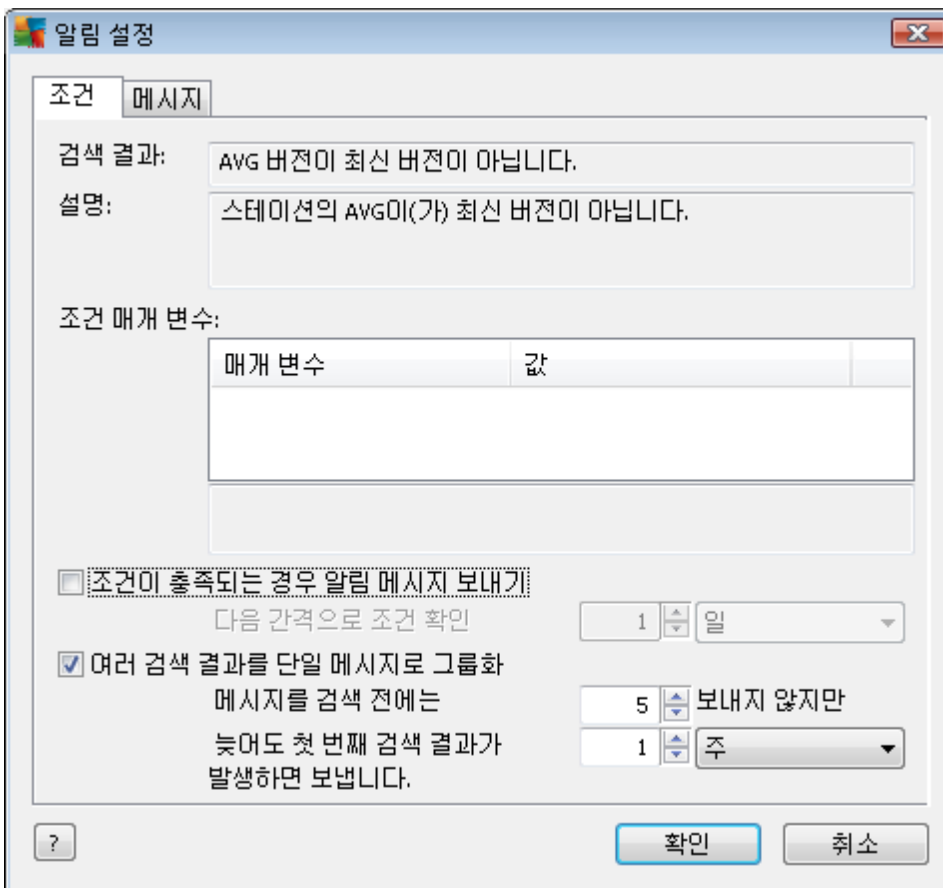 알림 설정
조건 메시지
검색 결과: AVG 버전이 최신 버전이 아닙니다.
설명: 스테이션의 AVG이(가) 최신 버전이 아닙니다.
조건 매개 변수:
매개 변수 값
조건이 충족되는 경우 알림 메시지 보내기
다음 간격으로 조건 확인 1 일
여러 검색 결과를 단일 메시지로 그룹화
메시지를 검색 전에는 5 보내지 않지만
늦어도 첫 번째 검색 결과가 1 주
발생하면 보냅니다.
? 확인 취소